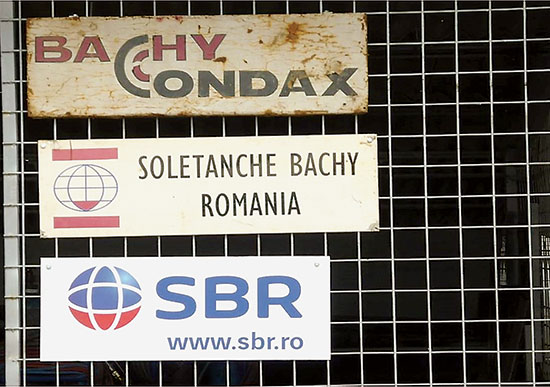 BACHY
CONDAX
SOLETANCHE BACHY
ROMANIA
SBR
www.sbr.ro